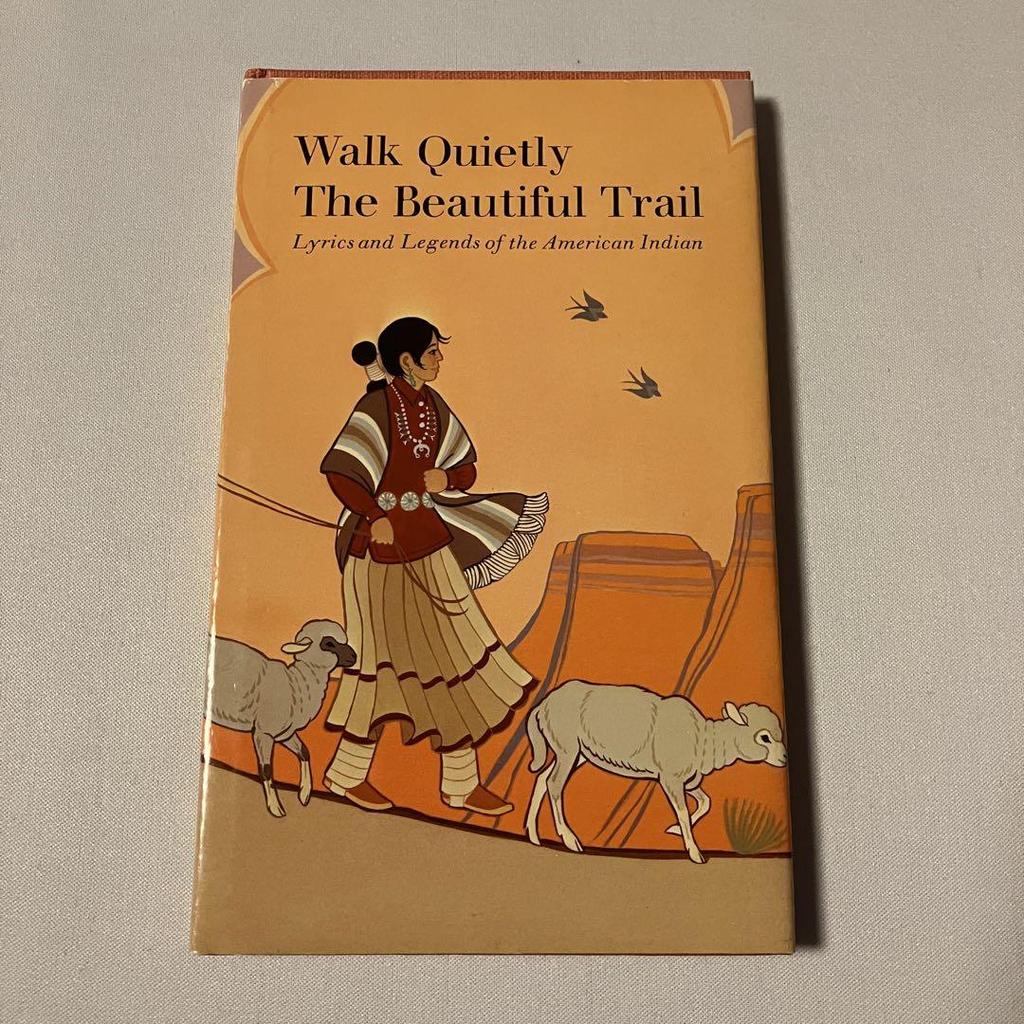 Walk Quietly
The Beautiful Trail
Lyrics and Legends of the American Indian